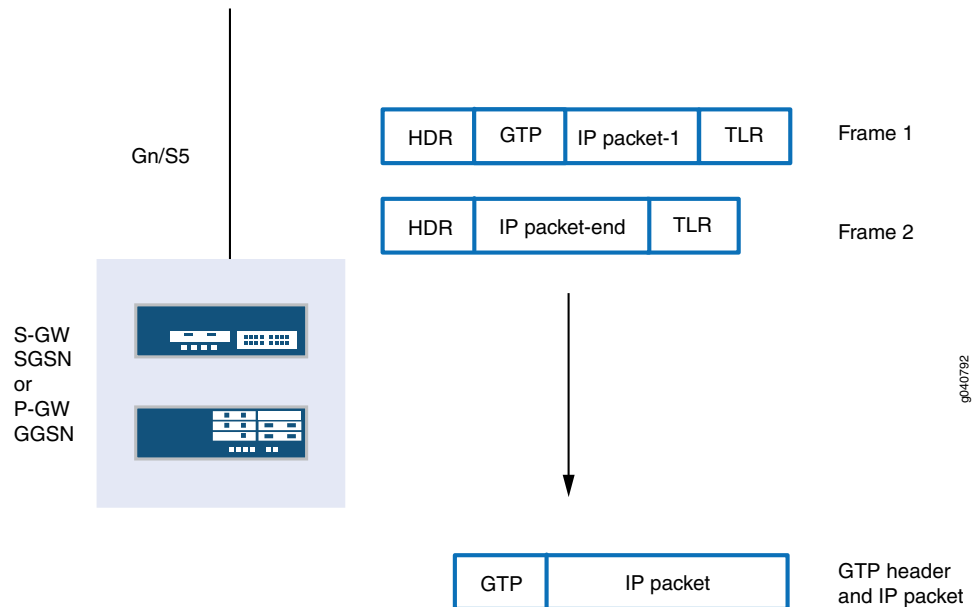 HDR GTP IP packet-1 TLR Frame 1
Gn/S5
HDR IP packet-end TLR Frame 2
S-GW
SGSN
or
P-GW
GGSN
g040792
GTP IP packet
GTP header
and IP packet